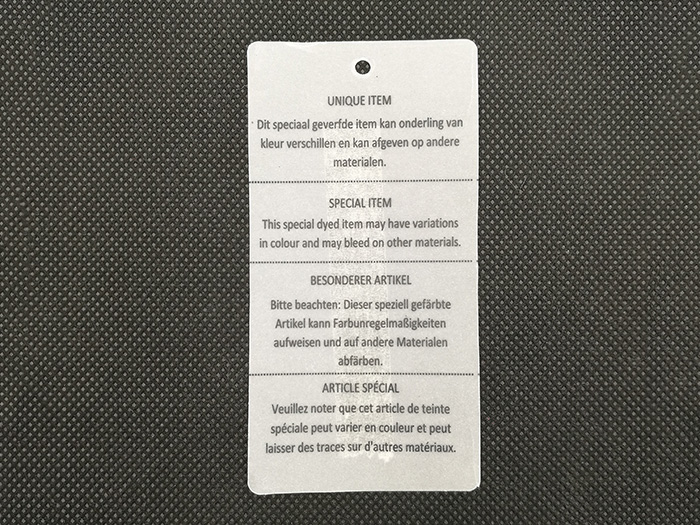 UNIQUE ITEM
Dit speciaal geverfde item kan onderling van
kleur verschillen en kan afgeven op andere
materialen.
SPECIAL ITEM
This special dyed item may have variations
in colour and may bleed on other materials.
BESONDERER ARTIKEL
Bitte beachten: Dieser speziell gefärbte
Artikel kann Farbunregelmaßigkeiten
aufweisen und auf andere Materialen
abfärben.
ARTICLE SPÉCIAL
Veuillez noter que cet article de teinte
spéciale peut varier en couleur et peut
laisser des traces sur d'autres matériaux.